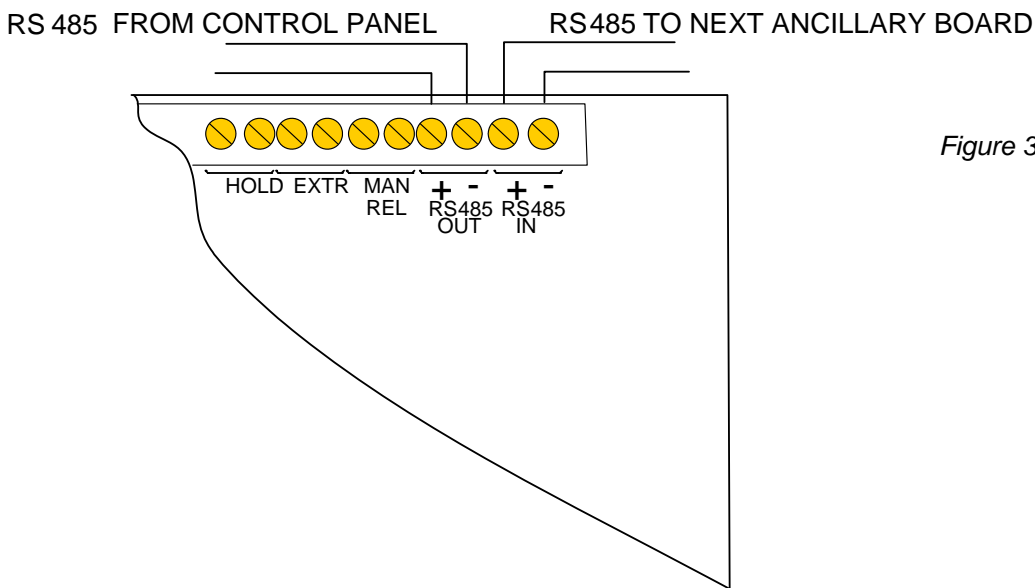 RS 485 FROM CONTROL PANEL
RS485 TO NEXT ANCILLARY BOARD
Figure 3
HOLD EXTR MAN REL
+ - RS485 OUT
+ - RS485 IN